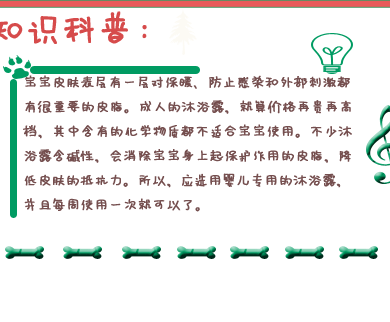 知识科普：
宝宝皮肤表层有一层对保暖、防止感染和外部刺激都
有很重要的皮脂。成人的沐浴露，就算价格再贵再高
档，其中含有的化学物质都不适合宝宝使用。不少沐
浴露含碱性，会消除宝宝身上起保护作用的皮脂，降
低皮肤的抵抗力。所以，应选用婴儿专用的沐浴露，
并且每周使用一次就可以了。